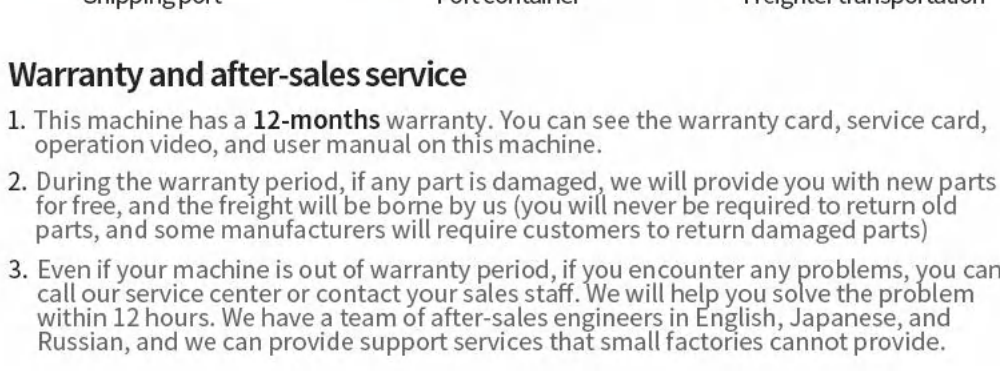 Shipping port Port container Freighter transportation
Warranty and after-sales service
1. This machine has a 12-months warranty. You can see the warranty card, service card,
operation video, and user manual on this machine.
2. During the warranty period, if any part is damaged, we will provide you with new parts
for free, and the freight will be borne by us (you will never be required to return old
parts, and some manufacturers will require customers to return damaged parts)
3. Even if your machine is out of warranty period, if you encounter any problems, you can
call our service center or contact your sales staff. We will help you solve the problem
within 12 hours. We have a team of after-sales engineers in English, Japanese, and
Russian, and we can provide support services that small factories cannot provide.